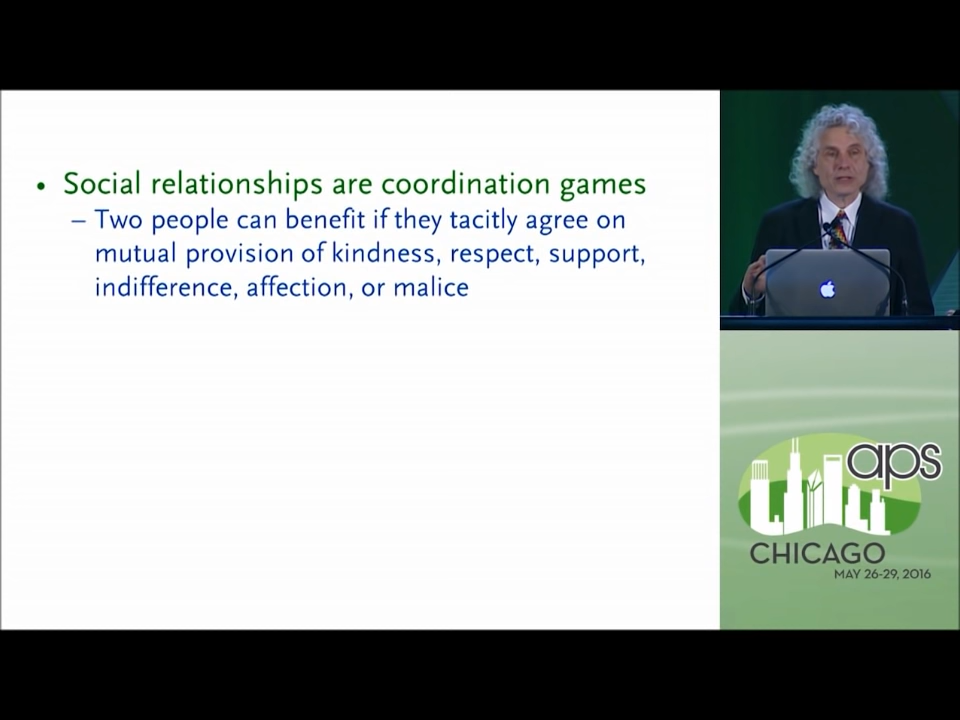 • Social relationships are coordination games
– Two people can benefit if they tacitly agree on
mutual provision of kindness, respect, support,
indifference, affection, or malice
aps
CHICAGO
MAY 26-29, 2016